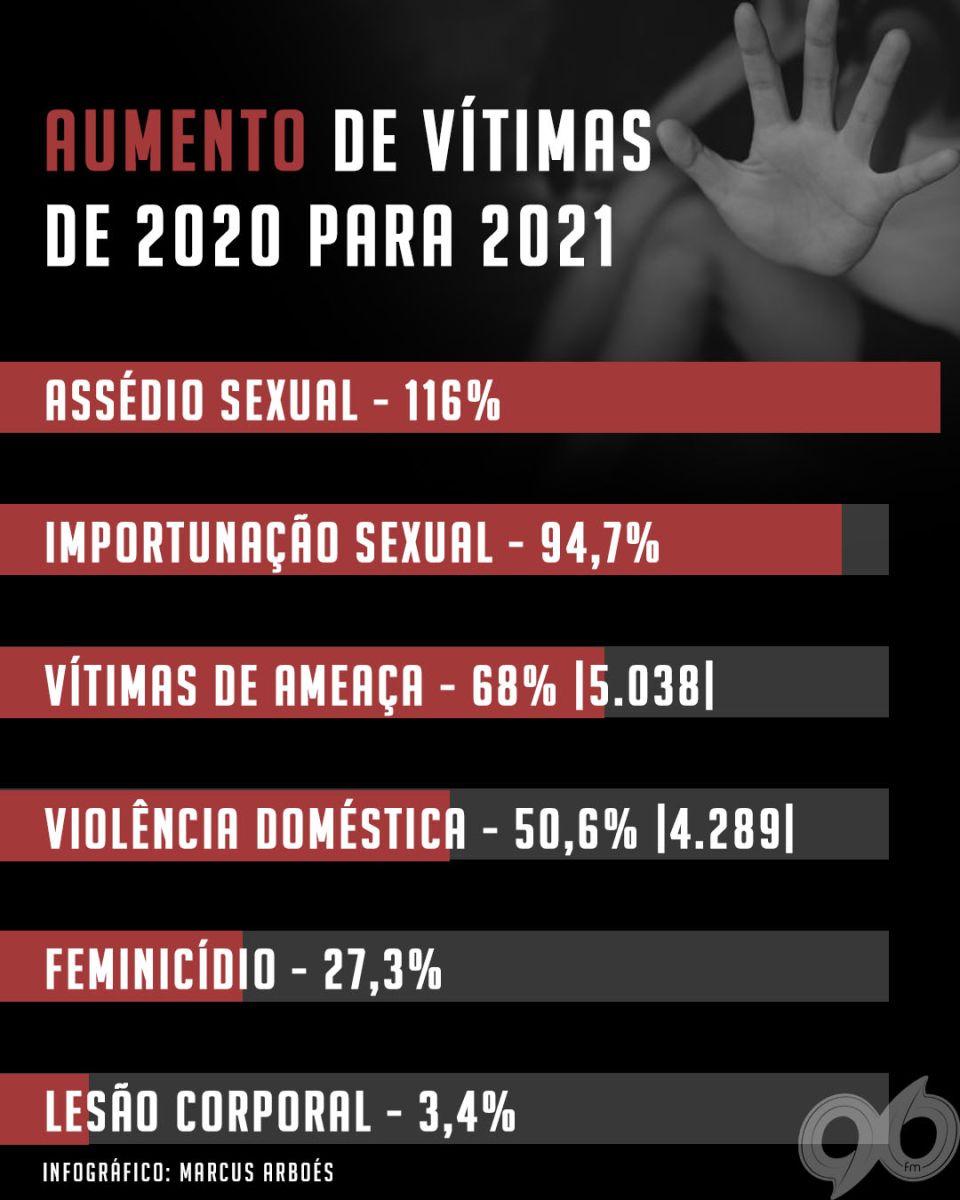 AUMENTO DE VÍTIMAS
DE 2020 PARA 2021
ASSÉDIO SEXUAL - 116%
IMPORTUNAÇÃO SEXUAL - 94,7%
VÍTIMAS DE AMEAÇA - 68% |5.038|
VIOLÊNCIA DOMÉSTICA - 50,6% |4.289|
FEMINICÍDIO - 27,3%
LESÃO CORPORAL - 3,4%
INFOGRÁFICO: MARCUS ARBOÉS
96
fm